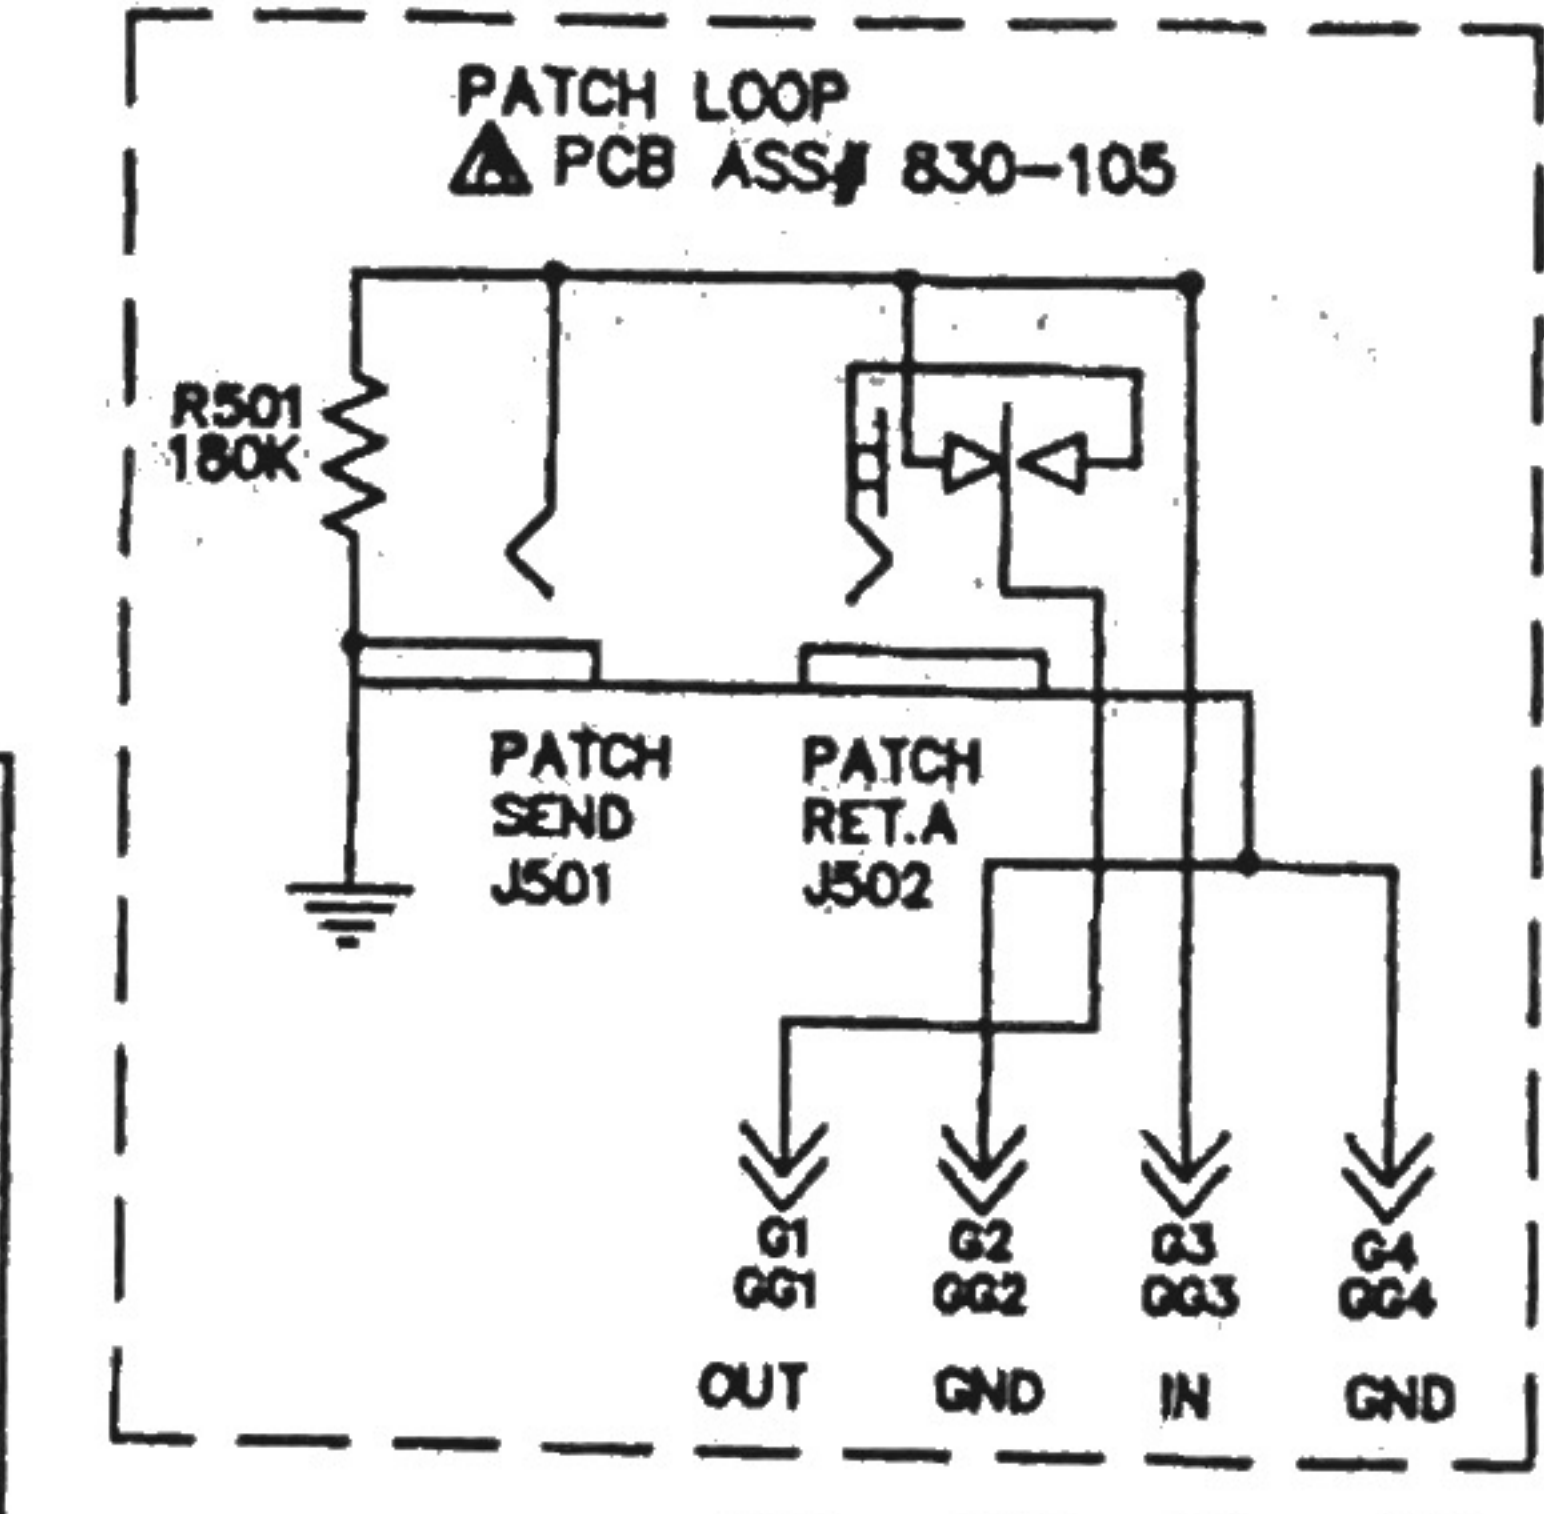 PATCH LOOP
PCB ASS# 830-105
R501
180K
PATCH
SEND
J501
PATCH
RET.A
J502
G1
GG1
G2
GG2
G3
GG3
G4
GG4
OUT
GND
IN
GND